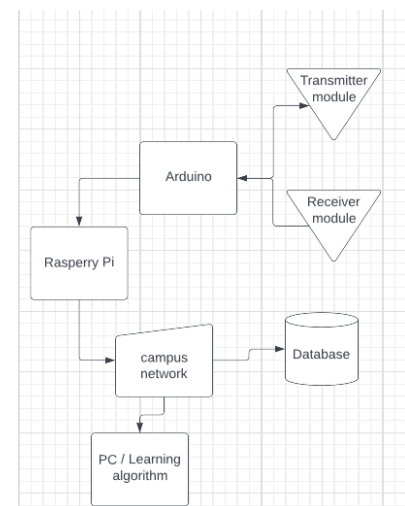 Transmitter
module
Arduino
Receiver
module
Rasperry Pi
campus
network
Database
PC / Learning
algorithm